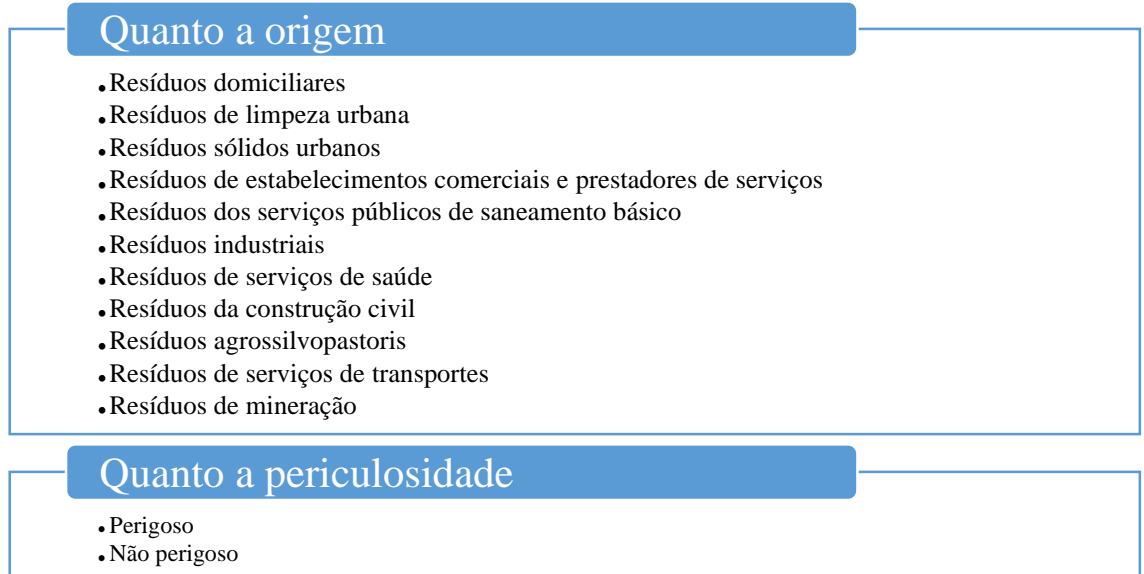 Quanto a origem
•Resíduos domiciliares
•Resíduos de limpeza urbana
•Resíduos sólidos urbanos
•Resíduos de estabelecimentos comerciais e prestadores de serviços
•Resíduos dos serviços públicos de saneamento básico
•Resíduos industriais
•Resíduos de serviços de saúde
•Resíduos da construção civil
•Resíduos agrossilvopastoris
•Resíduos de serviços de transportes
•Resíduos de mineração
Quanto a periculosidade
•Perigoso
•Não perigoso